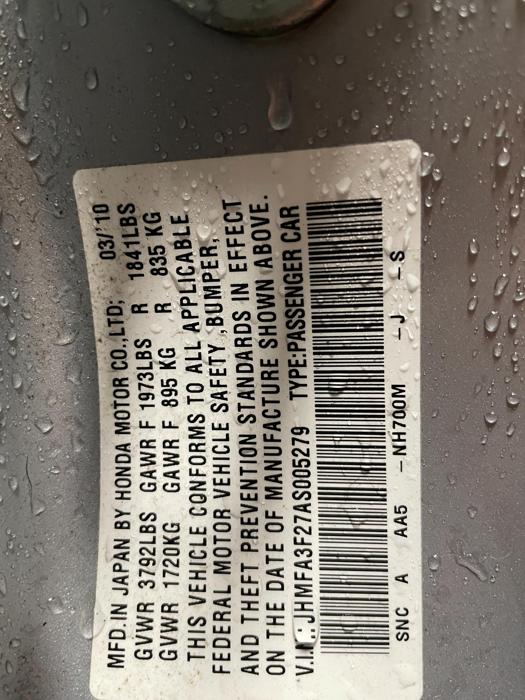 MFD.IN JAPAN BY HONDA MOTOR CO.,LTD; 03/'10
GVWR 3792LBS GAWR F 1973LBS R 1841LBS
GVWR 1720KG GAWR F 895 KG R 835 KG
THIS VEHICLE CONFORMS TO ALL APPLICABLE
FEDERAL MOTOR VEHICLE SAFETY ,BUMPER,
AND THEFT PREVENTION STANDARDS IN EFFECT
ON THE DATE OF MANUFACTURE SHOWN ABOVE.
JHMFA3F27AS005279 TYPE:PASSENGER CAR
SNC A AA5 -NH700M -J -S